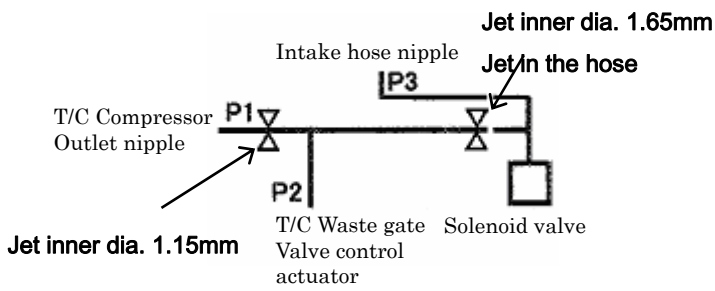 Jet inner dia. 1.65mm
Intake hose nipple
Jet in the hose
P3
T/C Compressor
Outlet nipple
P1
P2
T/C Waste gate
Valve control
actuator
Solenoid valve
Jet inner dia. 1.15mm